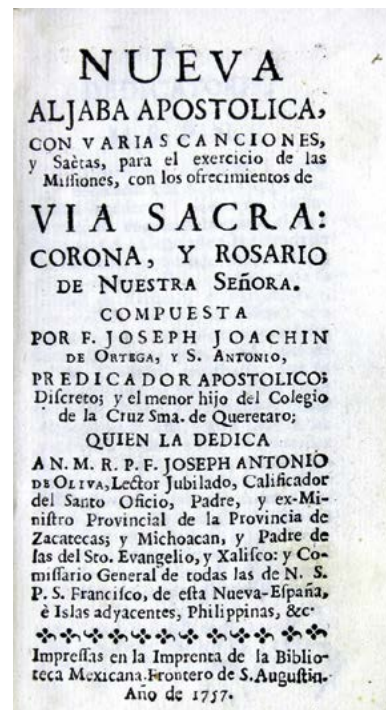 NUEVA
ALJABA APOSTOLICA,
CON VARIAS CANCIONES,
y Saètas, para el exercicio de las
Missiones, con los ofrecimientos de
VIA SACRA:
CORONA, Y ROSARIO
DE NUESTRA SEÑORA.
COMPUESTA
POR F. JOSEPH JOACHIN
DE ORTEGA, Y S. ANTONIO,
PREDICADOR APOSTOLICO;
Discreto; y el menor hijo del Colegio
de la Cruz Sma. de Queretaro;
QUIEN LA DEDICA
A N. M. R. P. F. JOSEPH ANTONIO
DE OLIVA, Lector Jubilado, Calificador
del Santo Oficio, Padre, y ex-Mi-
nistro Provincial de la Provincia de
Zacatecas; y Michoacan, y Padre de
las del Sto. Evangelio, y Xalisco: y Co-
missario General de todas las de N. S.
P. S. Francisco, de esta Nueva-España,
è Islas adyacentes, Philippinas, &c.
Impressas en la Imprenta de la Biblio-
teca Mexicana. Frontero de S. Augustin.
Año de 1757.